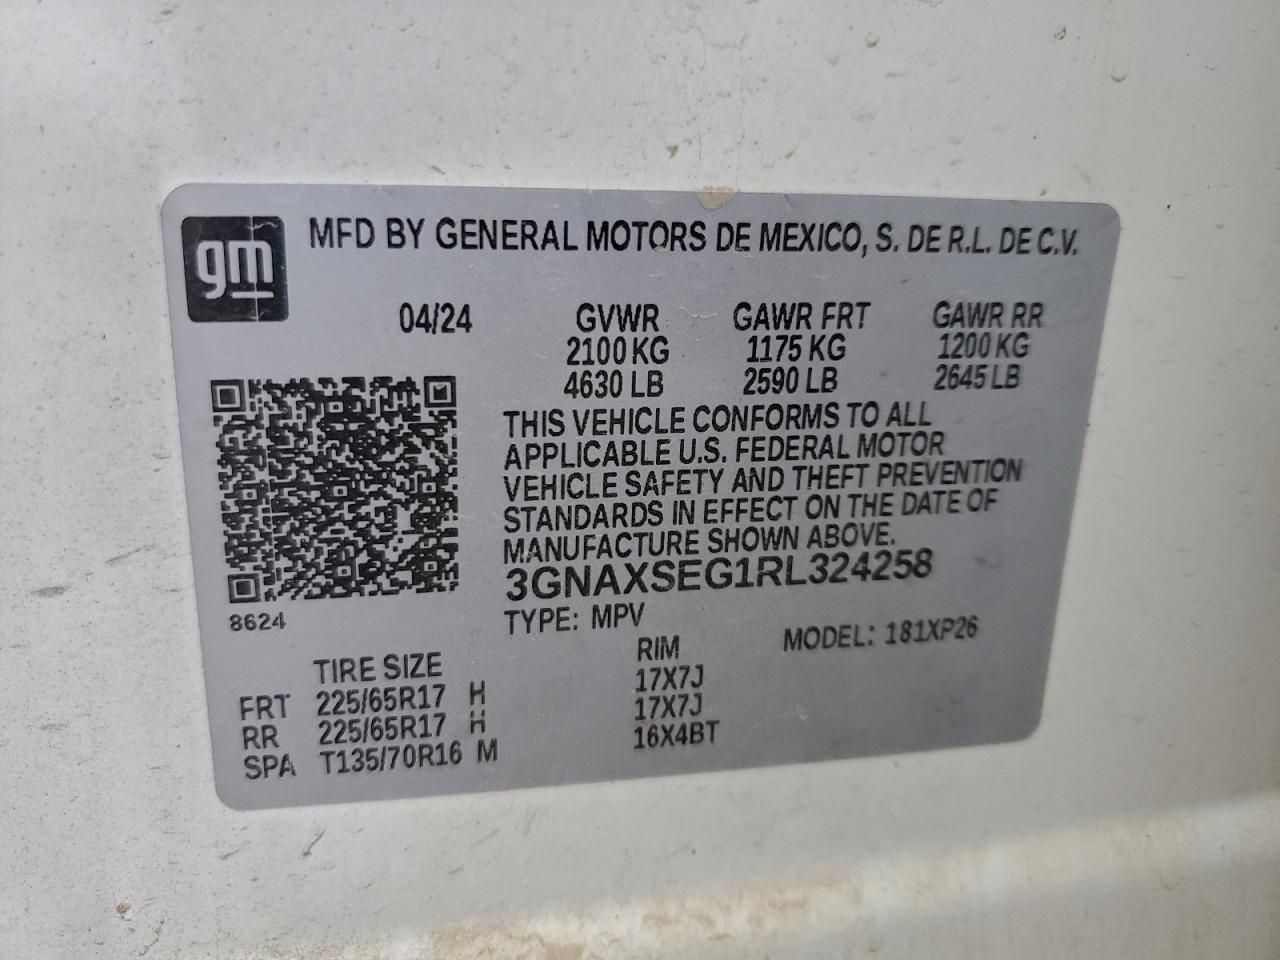 gm
MFD BY GENERAL MOTORS DE MEXICO, S. DE R.L. DE C.V.
04/24 GVWR GAWR FRT GAWR RR
2100 KG 1175 KG 1200 KG
4630 LB 2590 LB 2645 LB
THIS VEHICLE CONFORMS TO ALL
APPLICABLE U.S. FEDERAL MOTOR
VEHICLE SAFETY AND THEFT PREVENTION
STANDARDS IN EFFECT ON THE DATE OF
MANUFACTURE SHOWN ABOVE.
3GNAXSEG1RL324258
8624
TYPE: MPV MODEL: 181XP26
TIRE SIZE RIM
FRT 225/65R17 H 17X7J
RR 225/65R17 H 17X7J
SPA T135/70R16 M 16X4BT